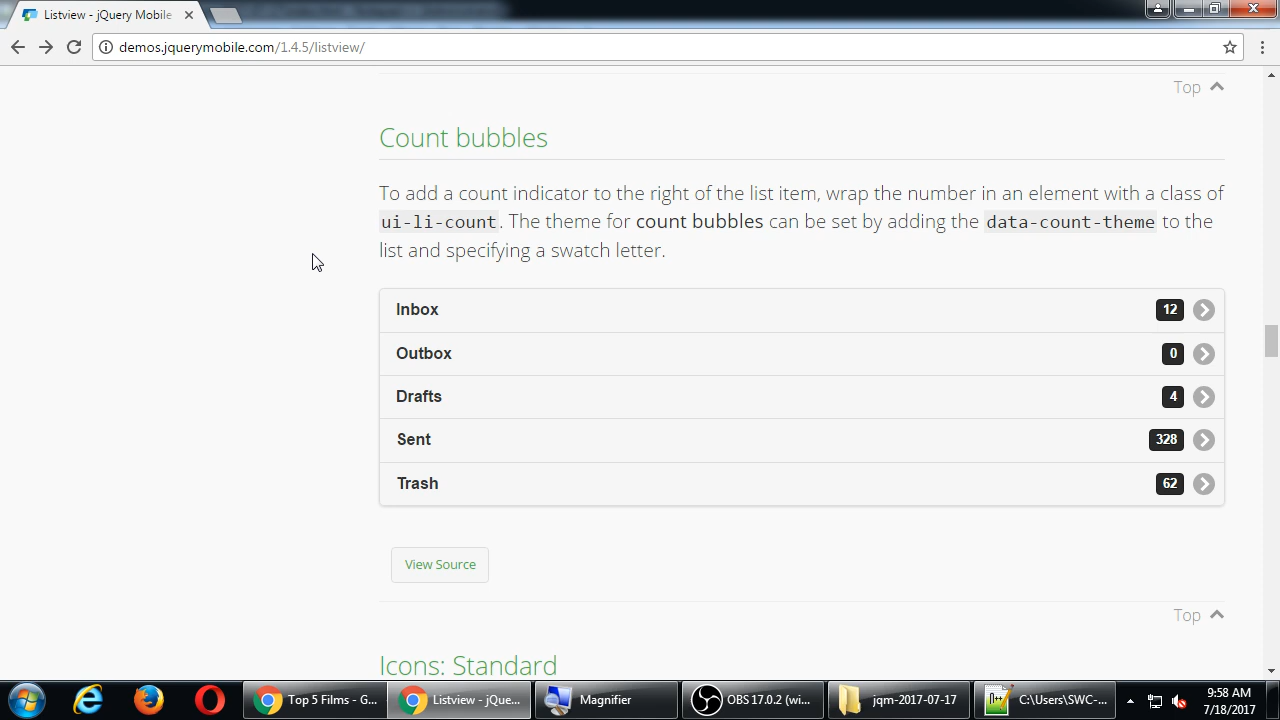 Listview - jQuery Mobile
demos.jquerymobile.com/1.4.5/listview/
Top
Count bubbles
To add a count indicator to the right of the list item, wrap the number in an element with a class of
ui-li-count. The theme for count bubbles can be set by adding the data-count-theme to the
list and specifying a swatch letter.
Inbox 12
Outbox 0
Drafts 4
Sent 328
Trash 62
View Source
Top
Icons: Standard
Top 5 Films - G... Listview - jQue... Magnifier OBS 17.0.2 (wi... jqm-2017-07-17 C:\Users\SWC-... 9:58 AM
7/18/2017